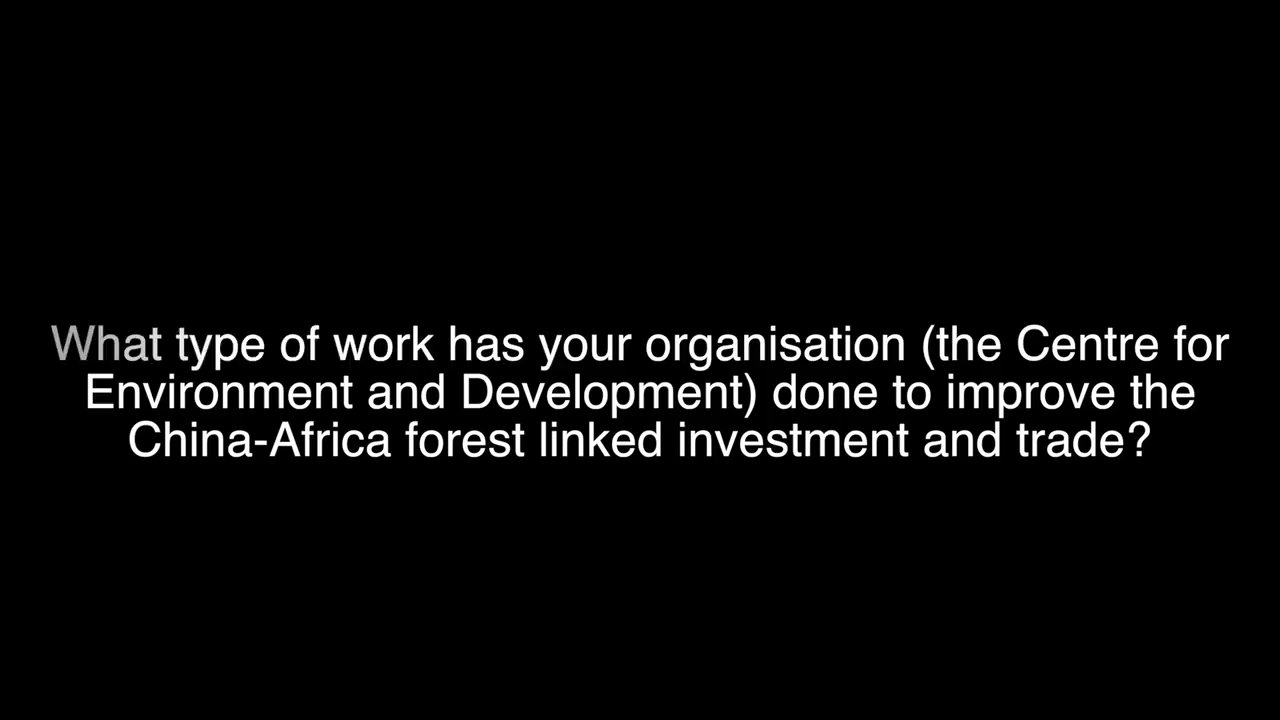 What type of work has your organisation (the Centre for
Environment and Development) done to improve the
China-Africa forest linked investment and trade?